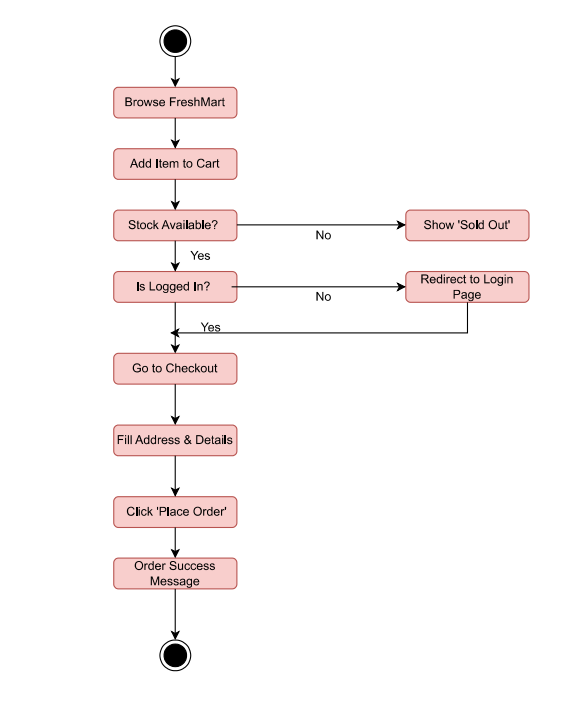 Browse FreshMart
Add Item to Cart
Stock Available?
No
Show 'Sold Out'
Yes
Is Logged In?
No
Redirect to Login
Page
Yes
Go to Checkout
Fill Address & Details
Click 'Place Order'
Order Success
Message